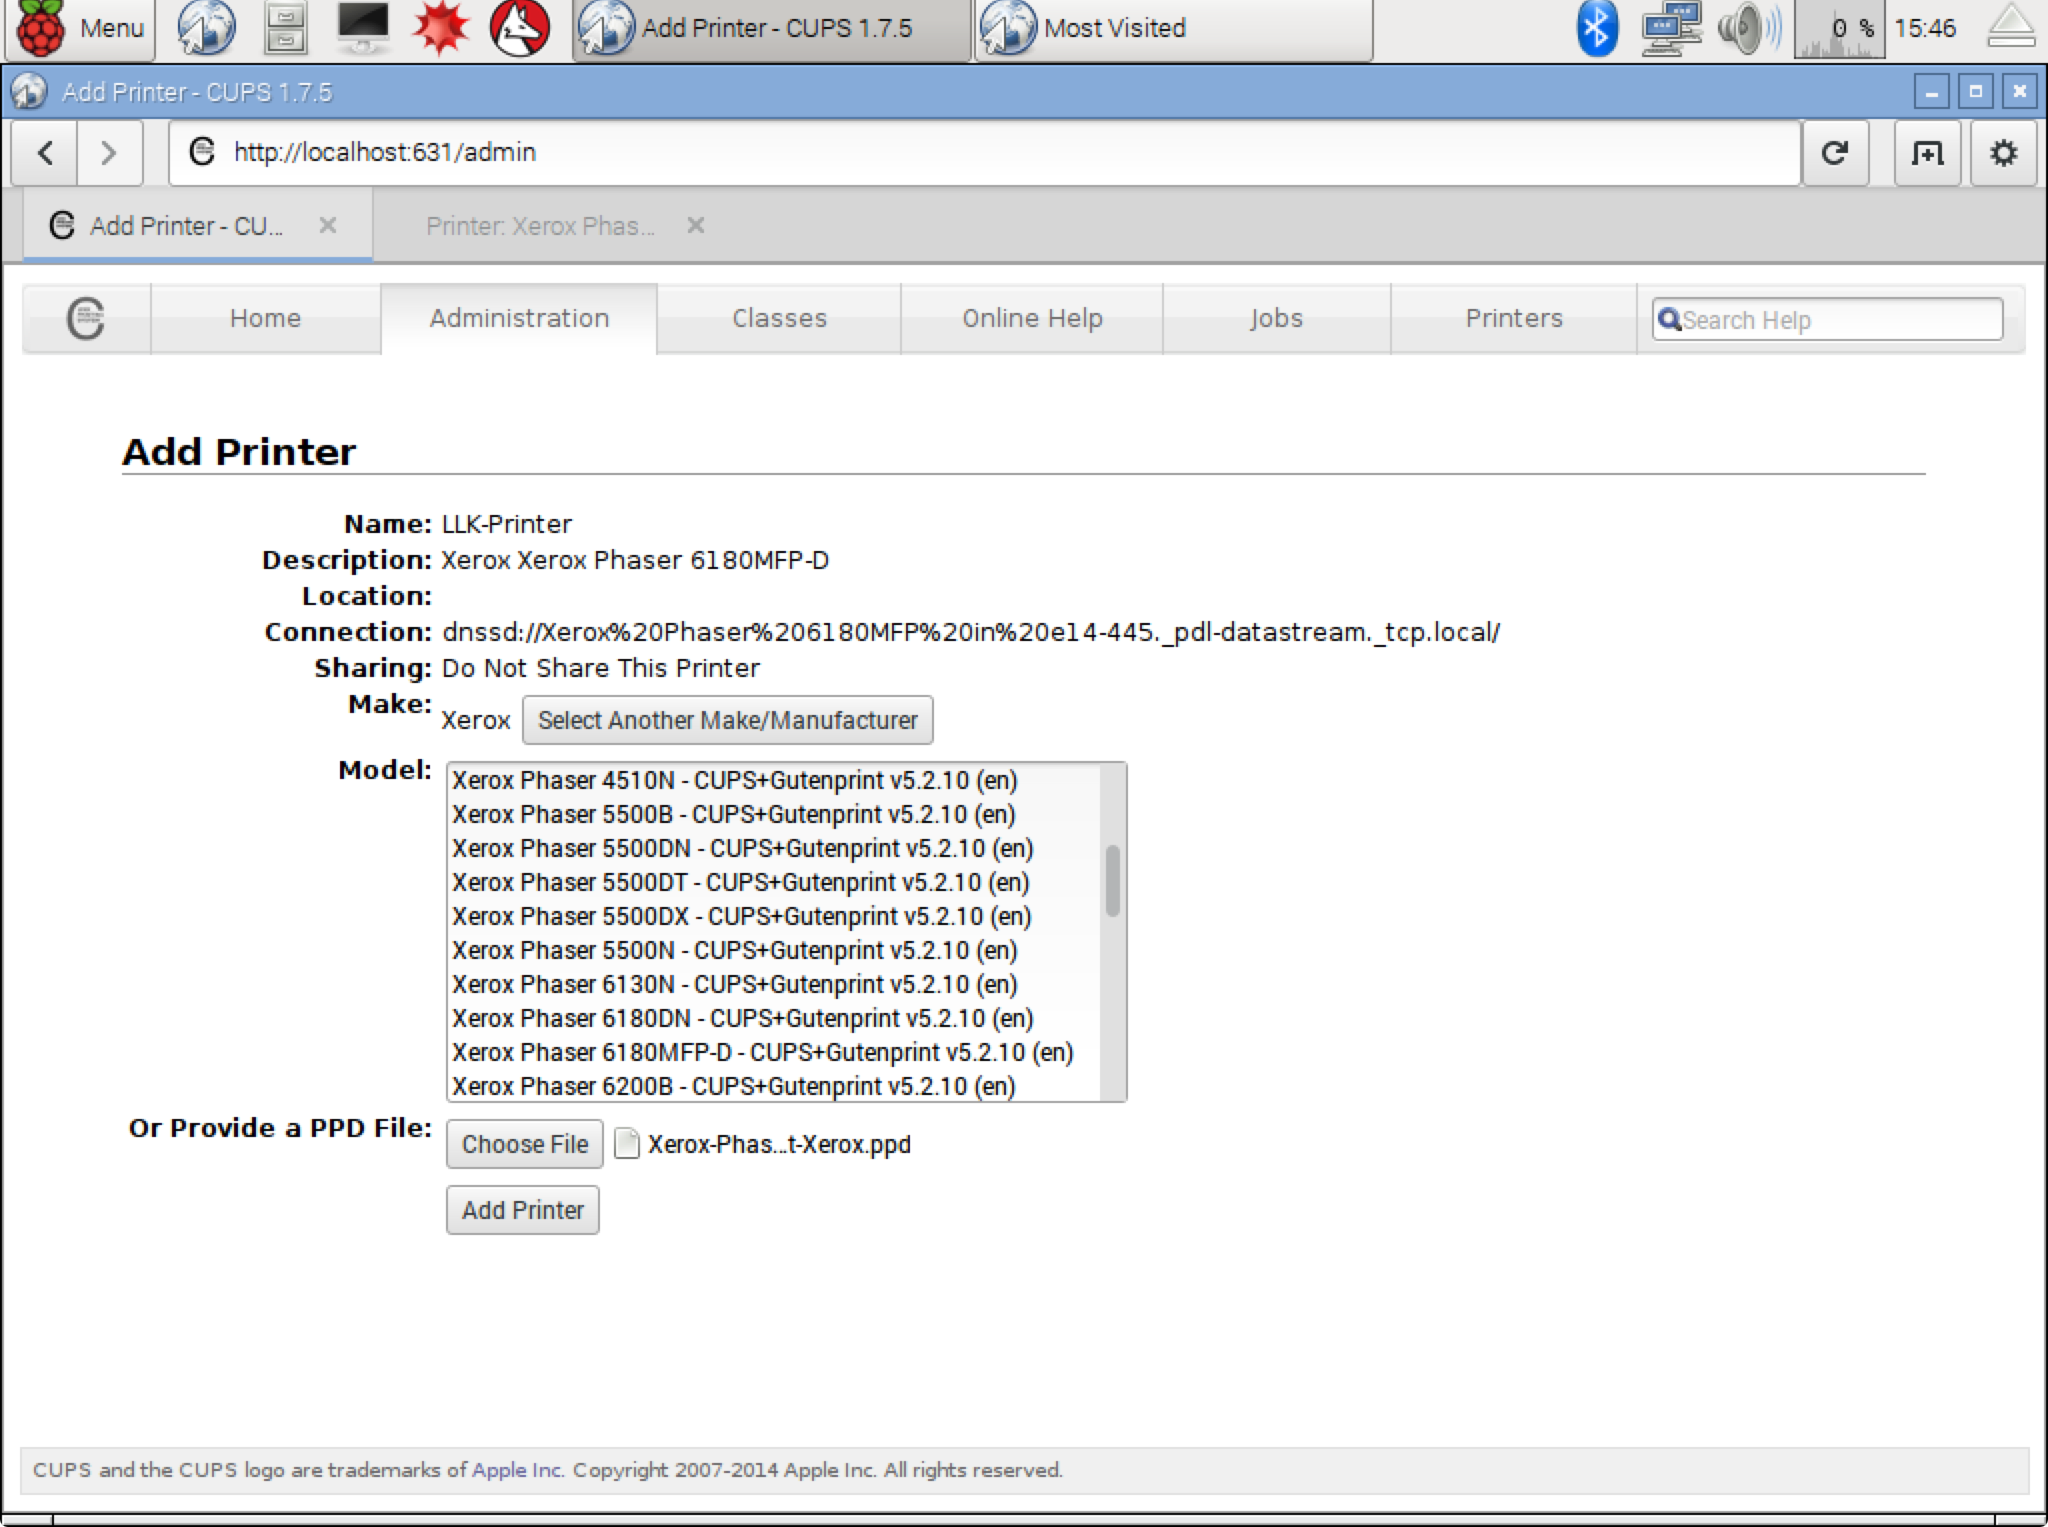 Menu
Add Printer - CUPS 1.7.5
Most Visited
0 %
15:46
Add Printer - CUPS 1.7.5
http://localhost:631/admin
Add Printer - CU...
Printer: Xerox Phas...
Home
Administration
Classes
Online Help
Jobs
Printers
Search Help
Add Printer
Name: LLK-Printer
Description: Xerox Xerox Phaser 6180MFP-D
Location:
Connection: dnssd://Xerox%20Phaser%206180MFP%20in%20e14-445._pdl-datastream._tcp.local/
Sharing: Do Not Share This Printer
Make: Xerox Select Another Make/Manufacturer
Model:
Xerox Phaser 4510N - CUPS+Gutenprint v5.2.10 (en)
Xerox Phaser 5500B - CUPS+Gutenprint v5.2.10 (en)
Xerox Phaser 5500DN - CUPS+Gutenprint v5.2.10 (en)
Xerox Phaser 5500DT - CUPS+Gutenprint v5.2.10 (en)
Xerox Phaser 5500DX - CUPS+Gutenprint v5.2.10 (en)
Xerox Phaser 5500N - CUPS+Gutenprint v5.2.10 (en)
Xerox Phaser 6130N - CUPS+Gutenprint v5.2.10 (en)
Xerox Phaser 6180DN - CUPS+Gutenprint v5.2.10 (en)
Xerox Phaser 6180MFP-D - CUPS+Gutenprint v5.2.10 (en)
Xerox Phaser 6200B - CUPS+Gutenprint v5.2.10 (en)
Or Provide a PPD File: Choose File Xerox-Phas...t-Xerox.ppd
Add Printer
CUPS and the CUPS logo are trademarks of Apple Inc. Copyright 2007-2014 Apple Inc. All rights reserved.